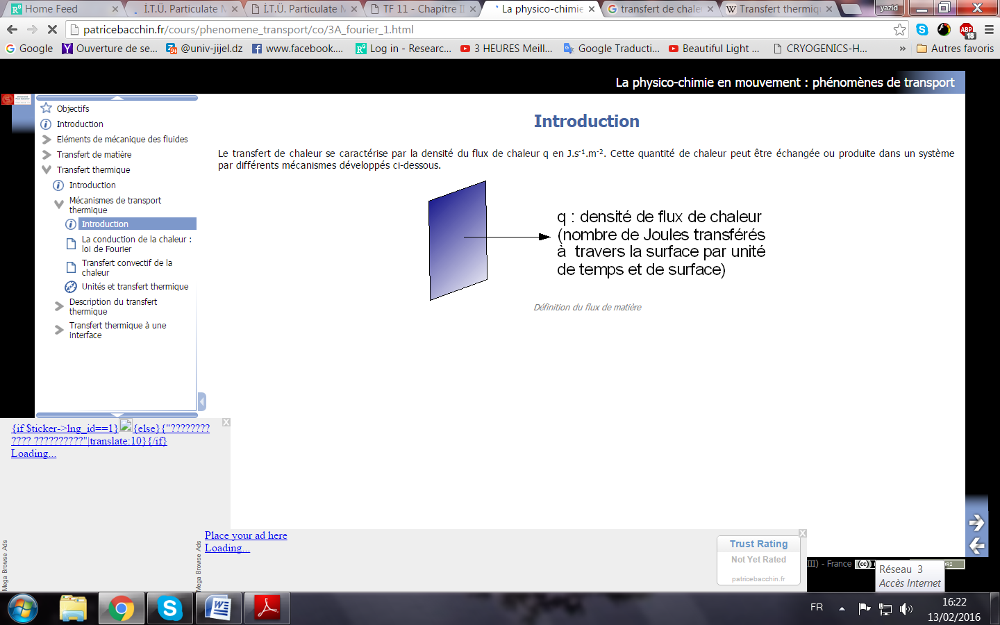 Home Feed
İ.T.Ü. Particulate M
İ.T.Ü. Particulate M
TF 11 - Chapitre II
La physico-chimie
transfert de chale
Transfert thermiq
yazid
patricebacchin.fr/cours/phenomene_transport/co/3A_fourier_1.html
ABP
18
Google
Ouverture de se...
@univ-jijel.dz
www.facebook....
Log in - Researc...
3 HEURES Meill...
Google Traducti...
Beautiful Light ...
CRYOGENICS-H...
»
Autres favoris
La physico-chimie en mouvement : phénomènes de transport
Objectifs
Introduction
Eléments de mécanique des fluides
Transfert de matière
Transfert thermique
Introduction
Mécanismes de transport
thermique
Introduction
La conduction de la chaleur :
loi de Fourier
Transfert convectif de la
chaleur
Unités et transfert thermique
Description du transfert
thermique
Transfert thermique à une
interface
Introduction
Le transfert de chaleur se caractérise par la densité du flux de chaleur q en J.s⁻¹.m⁻². Cette quantité de chaleur peut être échangée ou produite dans un système
par différents mécanismes développés ci-dessous.
q : densité de flux de chaleur
(nombre de Joules transférés
à travers la surface par unité
de temps et de surface)
Définition du flux de matière
{if $ticker->lng_id==1}{else}{"????????
???? ??????????"|translate:10}{/if}
Loading...
Mega Browse Ads
Place your ad here
Loading...
Mega Browse Ads
Trust Rating
Not Yet Rated
patricebacchin.fr
III) - France
Réseau 3
Accès Internet
FR
16:22
13/02/2016